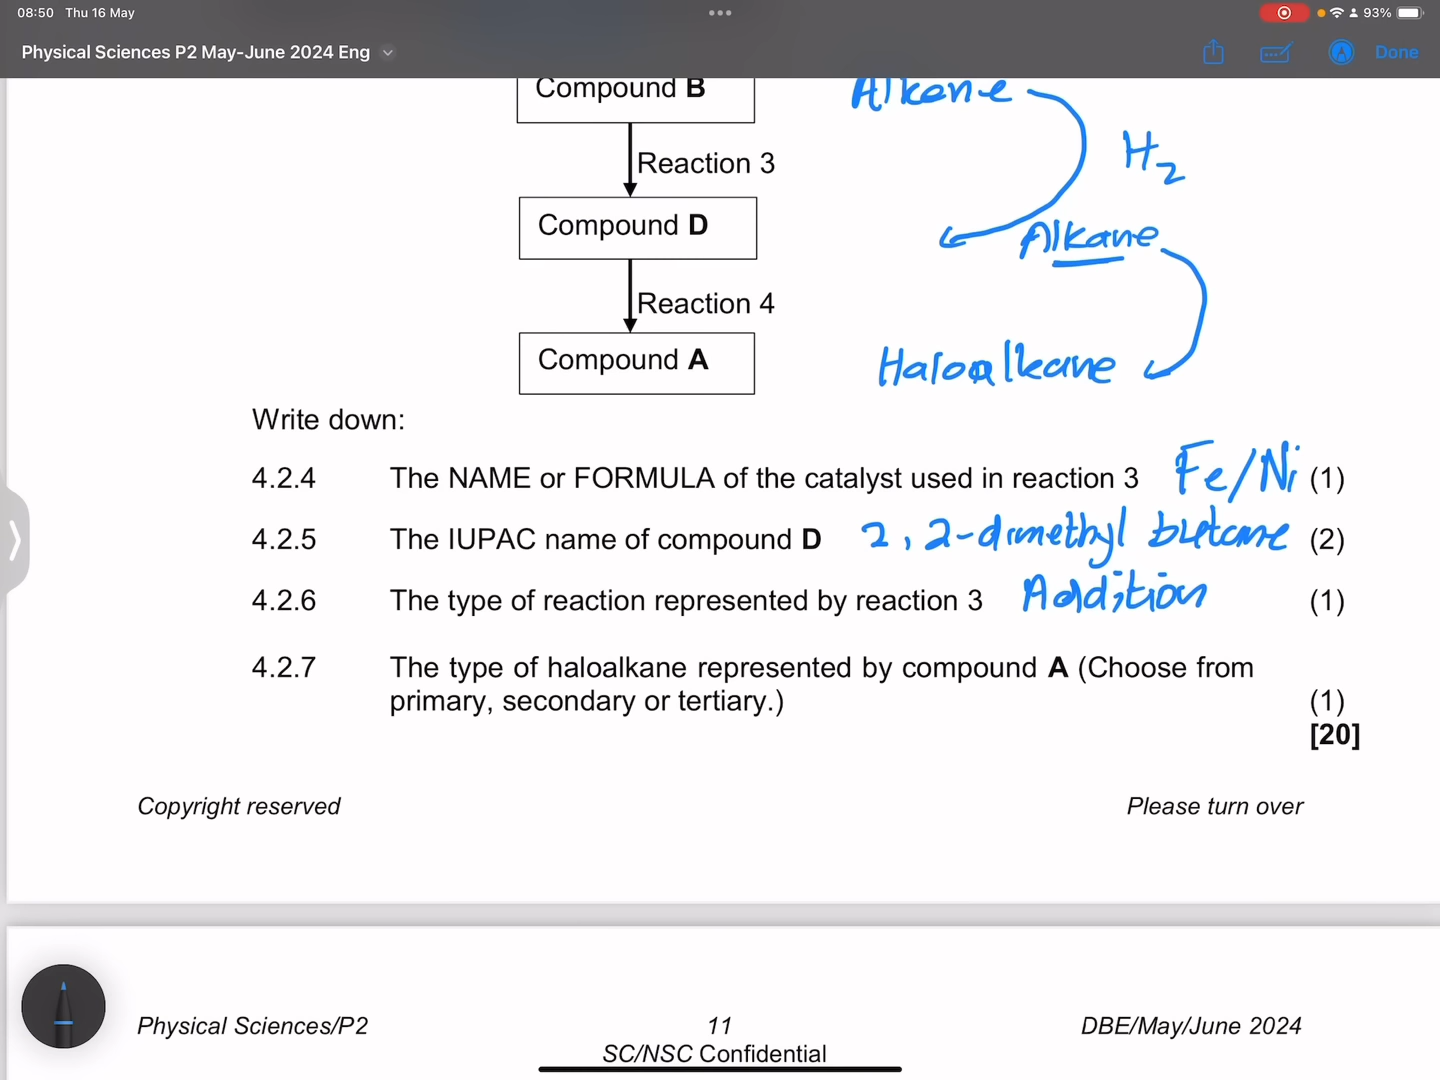 08:50 Thu 16 May
93%
Physical Sciences P2 May-June 2024 Eng
Done
Compound B
Alkene
Reaction 3
H2
Compound D
Alkane
Reaction 4
Compound A
Haloalkane
Write down:
4.2.4 The NAME or FORMULA of the catalyst used in reaction 3 Fe/Ni (1)
4.2.5 The IUPAC name of compound D 2,2-dimethyl butane (2)
4.2.6 The type of reaction represented by reaction 3 Addition (1)
4.2.7 The type of haloalkane represented by compound A (Choose from
primary, secondary or tertiary.) (1)
[20]
Copyright reserved Please turn over
Physical Sciences/P2 11 DBE/May/June 2024
SC/NSC Confidential